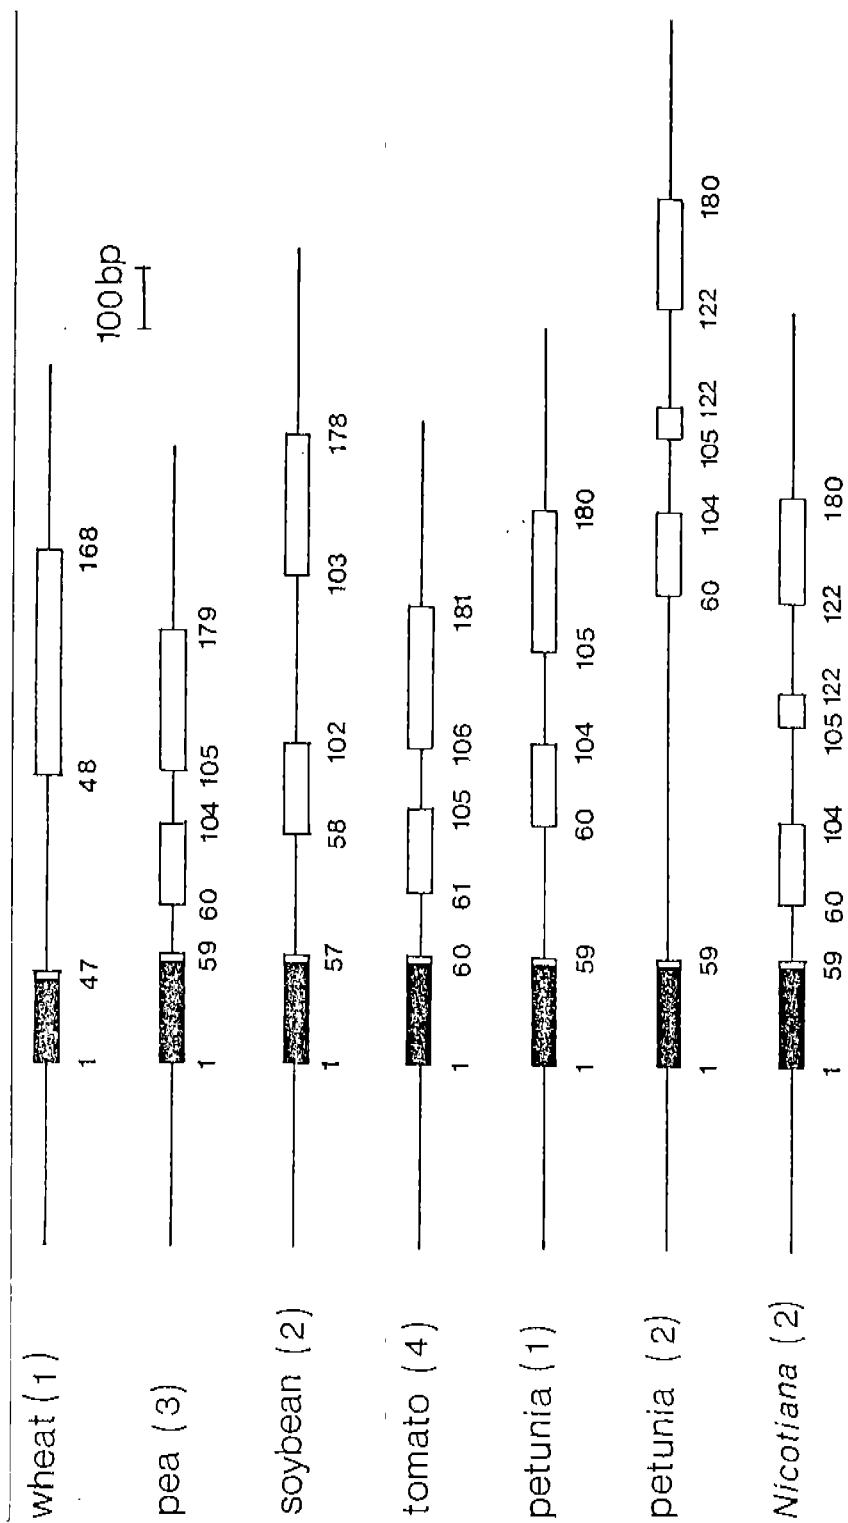 100bp
wheat (1) 1 47 48 168
pea (3) 1 59 60 104 105 179
soybean (2) 1 57 58 102 103 178
tomato (4) 1 60 61 105 106 181
petunia (1) 1 59 60 104 105 180
petunia (2) 1 59 60 104 105 122 122 180
Nicotiana (2) 1 59 60 104 105 122 122 180